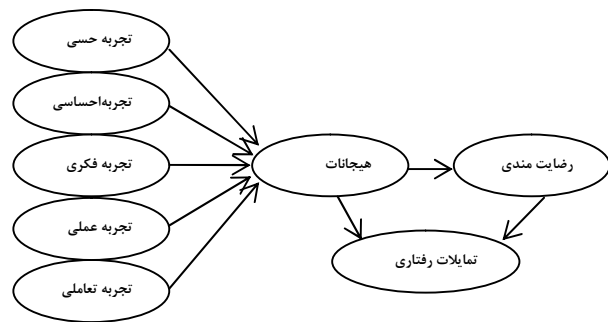 تجربه حسی
تجربه احساسی
تجربه فکری
تجربه عملی
تجربه تعاملی
هیجانات
رضایت مندی
تمایلات رفتاری